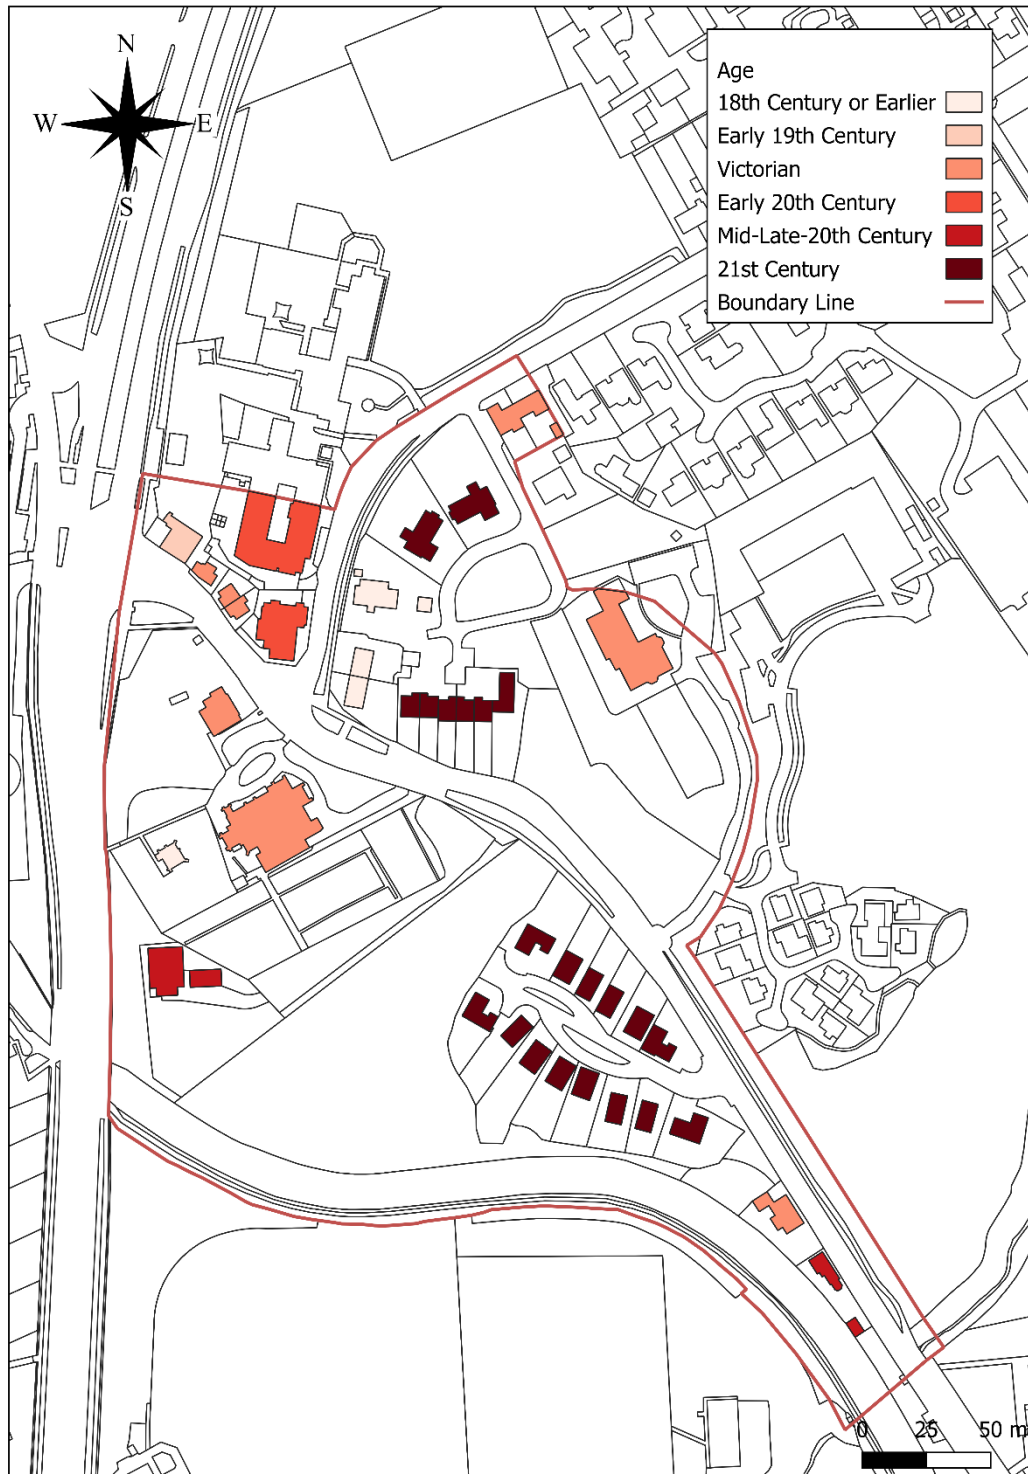 N
W E
S
Age
18th Century or Earlier
Early 19th Century
Victorian
Early 20th Century
Mid-Late-20th Century
21st Century
Boundary Line
0 25 50 m